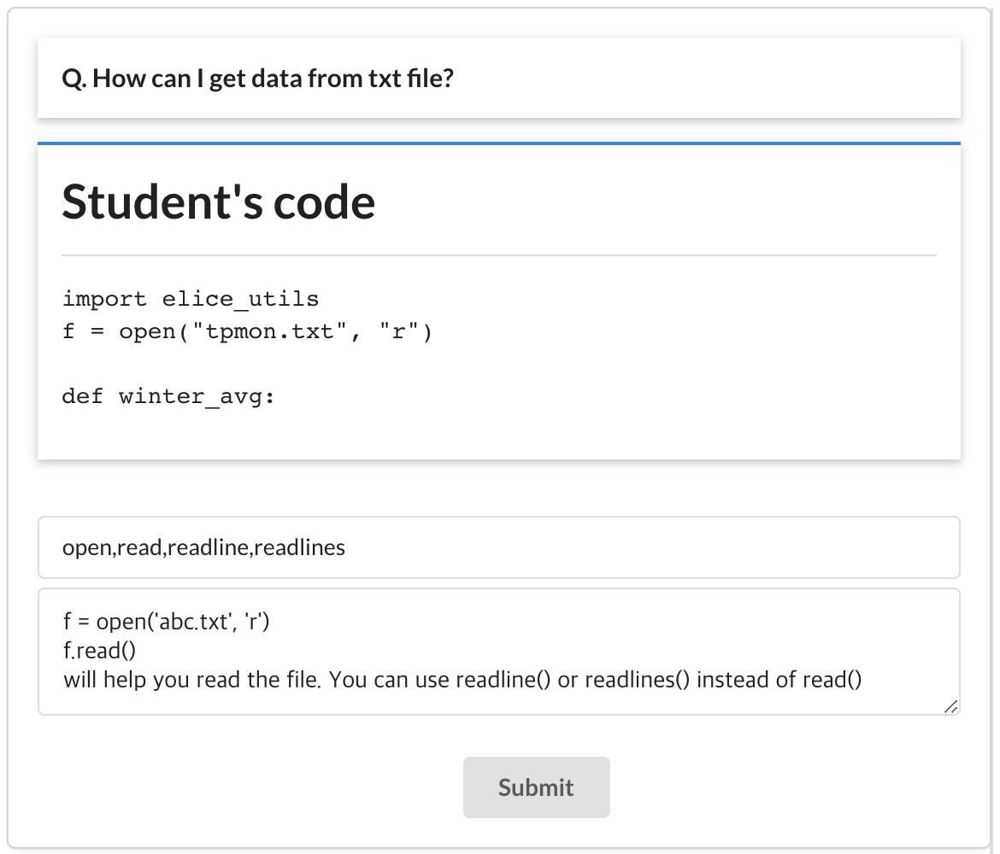 Q. How can I get data from txt file?
Student's code
import elice_utils
f = open("tpmon.txt", "r")
def winter_avg:
open,read,readline,readlines
f = open('abc.txt', 'r')
f.read()
will help you read the file. You can use readline() or readlines() instead of read()
Submit